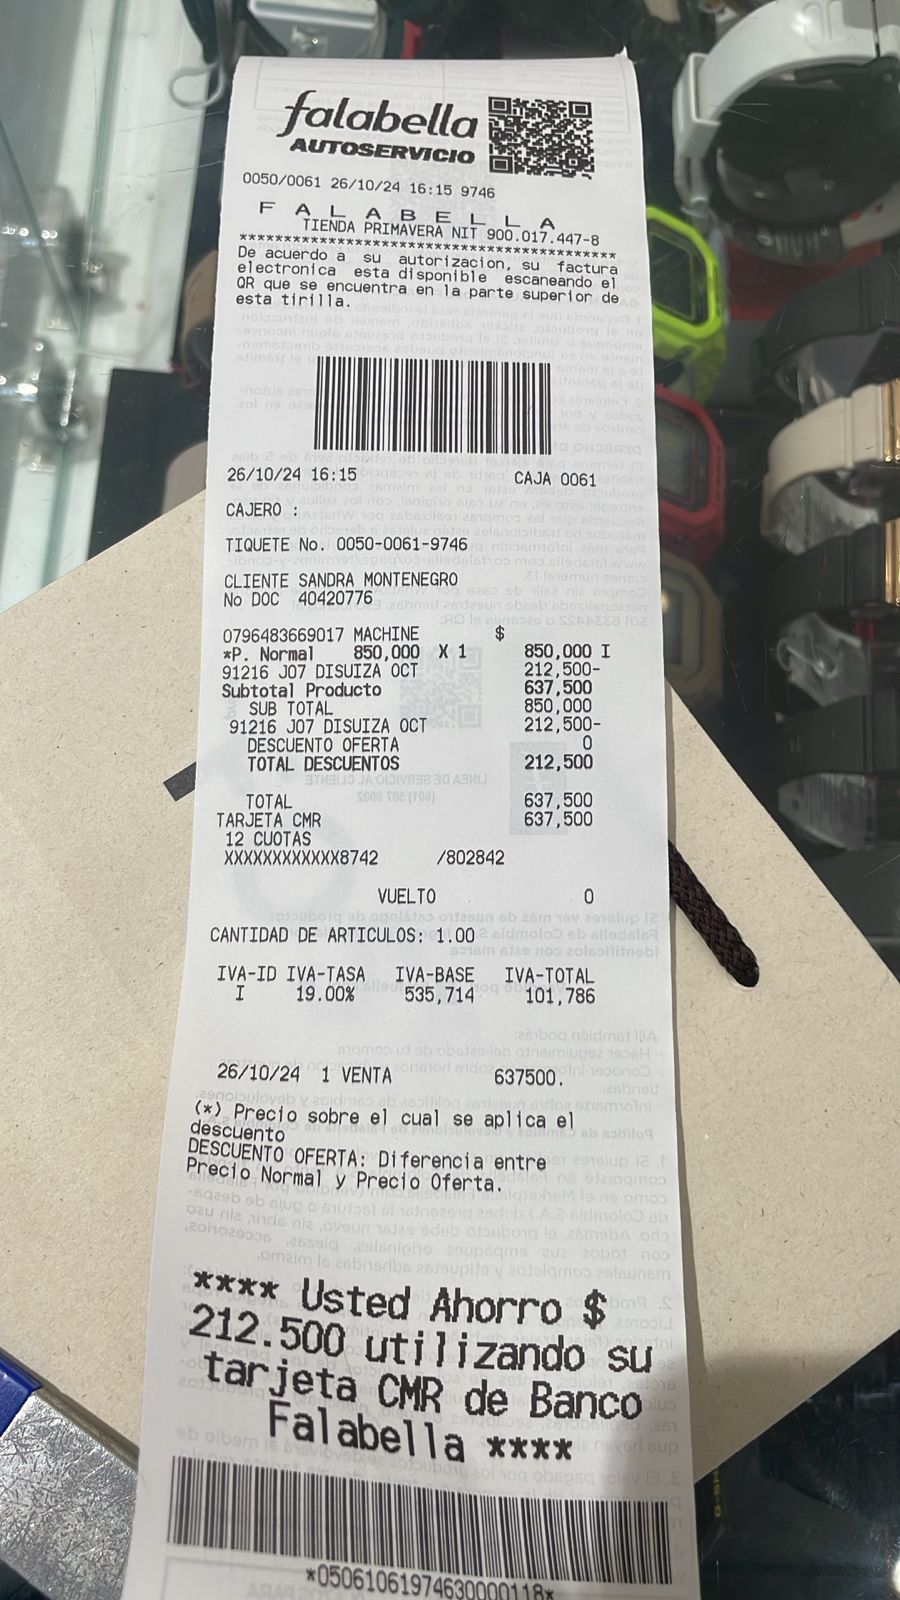 falabella
AUTOSERVICIO
0050/0061 26/10/24 16:15 9746
F A L A B E L L A
TIENDA PRIMAVERA NIT 900.017.447-8
******************************************
De acuerdo a su autorizacion, su factura
electronica esta disponible escaneando el
QR que se encuentra en la parte superior de
esta tirilla.
26/10/24 16:15 CAJA 0061
CAJERO :
TIQUETE No. 0050-0061-9746
CLIENTE SANDRA MONTENEGRO
No DOC 40420776
0796483669017 MACHINE $
*P. Normal 850,000 X 1 850,000 I
91216 J07 DISUIZA OCT 212,500-
Subtotal Producto 637,500
SUB TOTAL 850,000
91216 J07 DISUIZA OCT 212,500-
DESCUENTO OFERTA 0
TOTAL DESCUENTOS 212,500
TOTAL 637,500
TARJETA CMR 637,500
12 CUOTAS
XXXXXXXXXXXX8742 /802842
VUELTO 0
CANTIDAD DE ARTICULOS: 1.00
IVA-ID IVA-TASA IVA-BASE IVA-TOTAL
I 19.00% 535,714 101,786
26/10/24 1 VENTA 637500.
(*) Precio sobre el cual se aplica el
descuento
DESCUENTO OFERTA: Diferencia entre
Precio Normal y Precio Oferta.
**** Usted Ahorro $
212.500 utilizando su
tarjeta CMR de Banco
Falabella ****
*05061061974630000118*